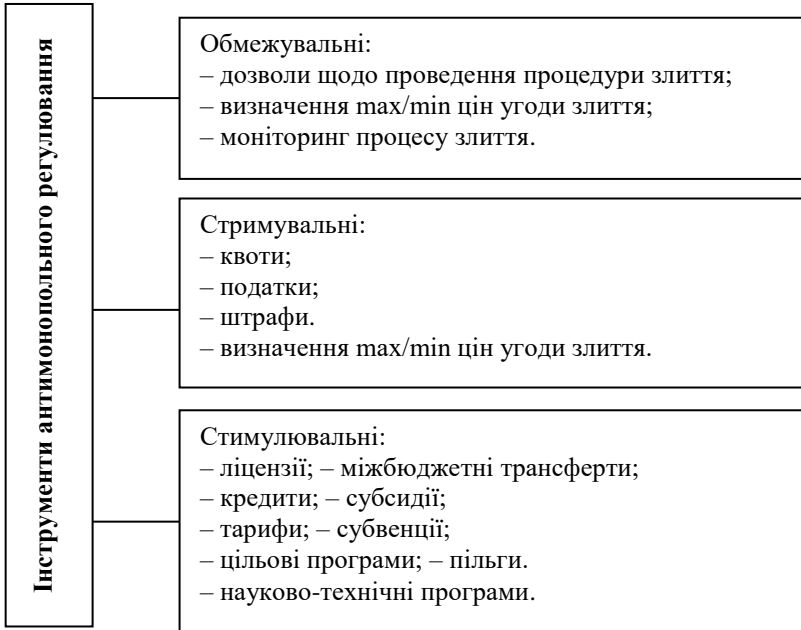 Інструменти антимонопольного регулювання
Обмежувальні:
– дозволи щодо проведення процедури злиття;
– визначення max/min цін угоди злиття;
– моніторинг процесу злиття.
Стримувальні:
– квоти;
– податки;
– штрафи.
– визначення max/min цін угоди злиття.
Стимулювальні:
– ліцензії; – міжбюджетні трансферти;
– кредити; – субсидії;
– тарифи; – субвенції;
– цільові програми; – пільги.
– науково-технічні програми.